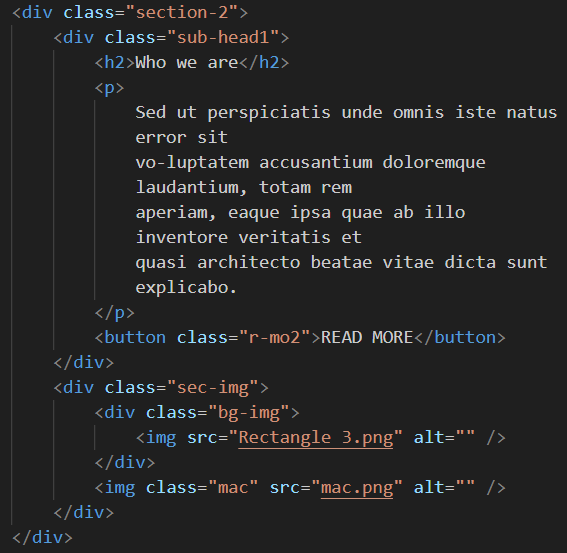 <div class="section-2">
<div class="sub-head1">
<h2>Who we are</h2>
<p>
Sed ut perspiciatis unde omnis iste natus
error sit
vo-luptatem accusantium doloremque
laudantium, totam rem
aperiam, eaque ipsa quae ab illo
inventore veritatis et
quasi architecto beatae vitae dicta sunt
explicabo.
</p>
<button class="r-mo2">READ MORE</button>
</div>
<div class="sec-img">
<div class="bg-img">
<img src="Rectangle 3.png" alt="" />
</div>
<img class="mac" src="mac.png" alt="" />
</div>
</div>